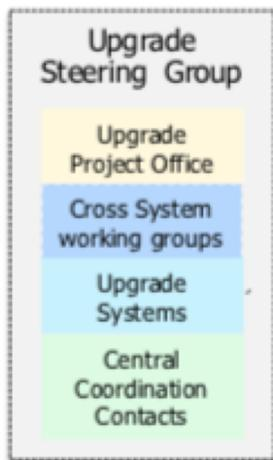 Upgrade
Steering Group
Upgrade
Project Office
Cross System
working groups
Upgrade
Systems
Central
Coordination
Contacts